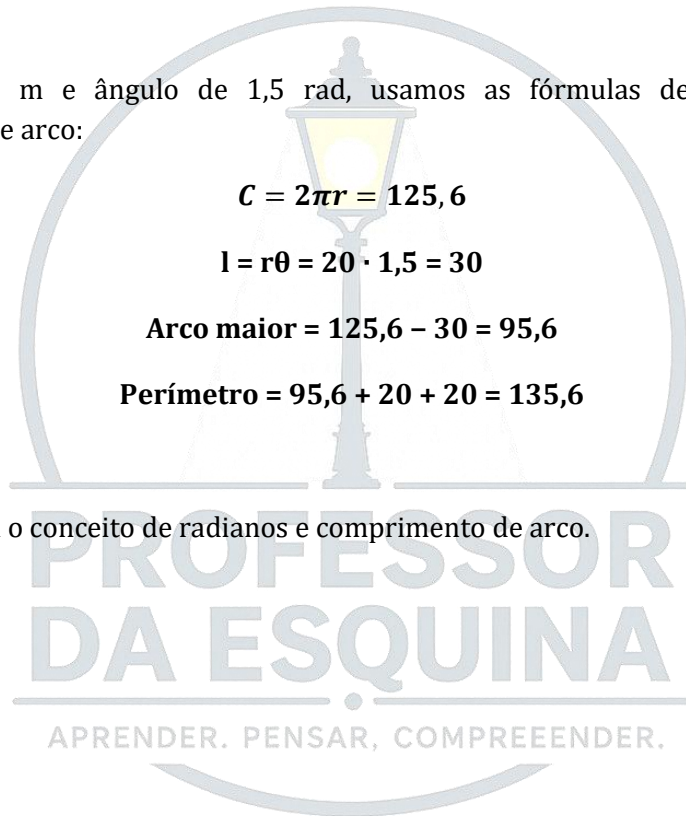 m e ângulo de 1,5 rad, usamos as fórmulas de
e arco:
C = 2πr = 125,6
l = rθ = 20 · 1,5 = 30
Arco maior = 125,6 – 30 = 95,6
Perímetro = 95,6 + 20 + 20 = 135,6
o conceito de radianos e comprimento de arco.
PROFESSOR
DA ESQUINA
APRENDER. PENSAR, COMPREEENDER.